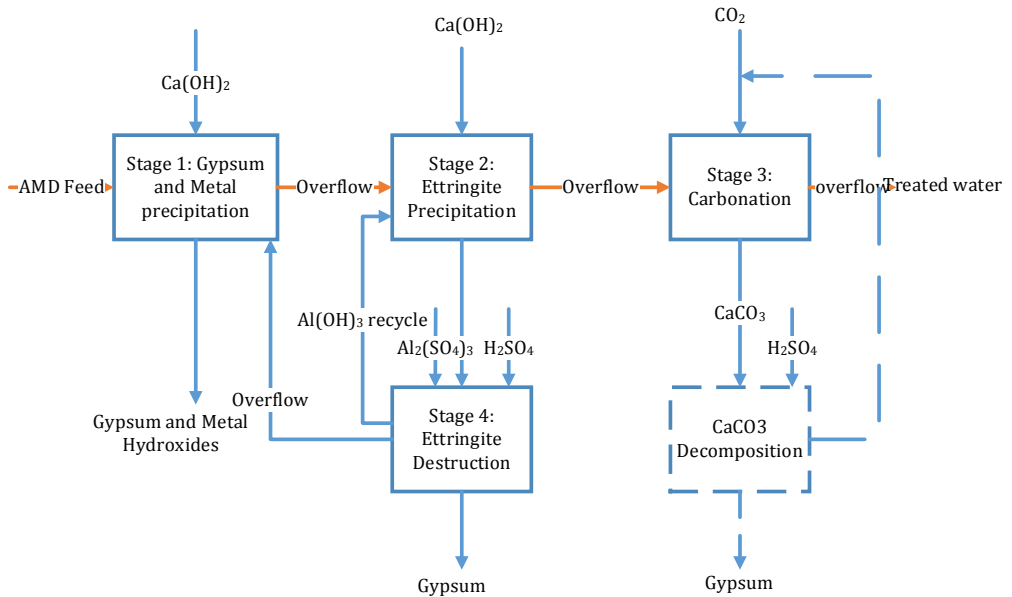 Ca(OH)₂
Ca(OH)₂
CO₂
AMD Feed
Stage 1: Gypsum
and Metal
precipitation
Overflow
Stage 2:
Ettringite
Precipitation
Overflow
Stage 3:
Carbonation
overflow
Treated water
Al(OH)₃ recycle
Al₂(SO₄)₃
H₂SO₄
CaCO₃
H₂SO₄
Overflow
Gypsum and Metal
Hydroxides
Stage 4:
Ettringite
Destruction
CaCO3
Decomposition
Gypsum
Gypsum